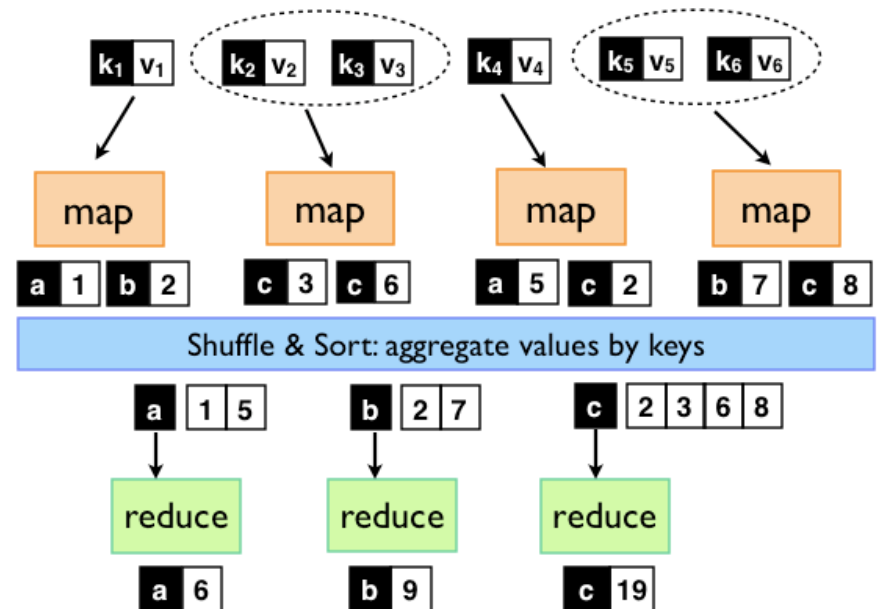 k₁ v₁ k₂ v₂ k₃ v₃ k₄ v₄ k₅ v₅ k₆ v₆
map map map map
a 1 b 2 c 3 c 6 a 5 c 2 b 7 c 8
Shuffle & Sort: aggregate values by keys
a 1 5 b 2 7 c 2 3 6 8
reduce reduce reduce
a 6 b 9 c 19